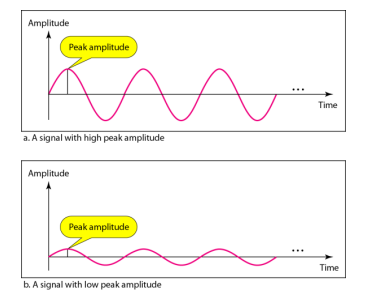 Amplitude
Peak amplitude
...
Time
a. A signal with high peak amplitude
Amplitude
Peak amplitude
...
Time
b. A signal with low peak amplitude